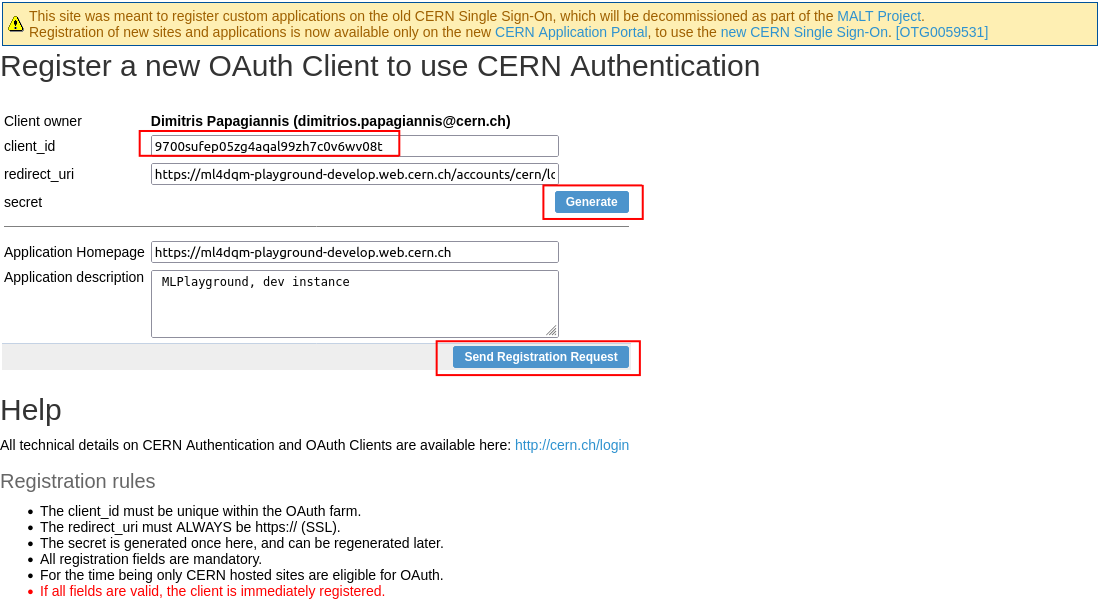 This site was meant to register custom applications on the old CERN Single Sign-On, which will be decommissioned as part of the MALT Project.
Registration of new sites and applications is now available only on the new CERN Application Portal, to use the new CERN Single Sign-On. [OTG0059531]
Register a new OAuth Client to use CERN Authentication
Client owner Dimitris Papagiannis (dimitrios.papagiannis@cern.ch)
client_id 9700sufep05zg4aqal99zh7c0v6wv08t
redirect_uri https://ml4dqm-playground-develop.web.cern.ch/accounts/cern/lo
secret Generate
Application Homepage https://ml4dqm-playground-develop.web.cern.ch
Application description MLPlayground, dev instance
Send Registration Request
Help
All technical details on CERN Authentication and OAuth Clients are available here: http://cern.ch/login
Registration rules
• The client_id must be unique within the OAuth farm.
• The redirect_uri must ALWAYS be https:// (SSL).
• The secret is generated once here, and can be regenerated later.
• All registration fields are mandatory.
• For the time being only CERN hosted sites are eligible for OAuth.
• If all fields are valid, the client is immediately registered.